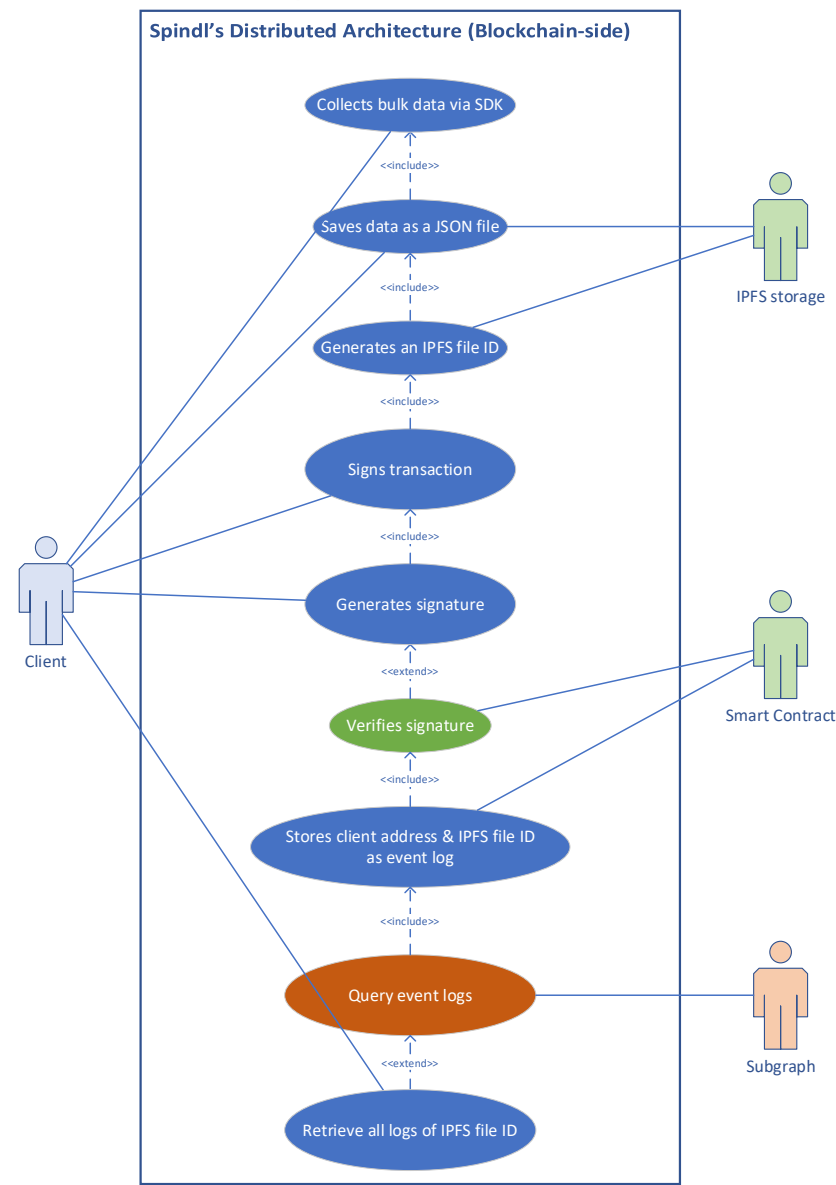 Spindl’s Distributed Architecture (Blockchain-side)
Collects bulk data via SDK
<<include>>
Saves data as a JSON file
IPFS storage
<<include>>
Generates an IPFS file ID
<<include>>
Signs transaction
<<include>>
Generates signature
Client
<<extend>>
Smart Contract
Verifies signature
<<include>>
Stores client address & IPFS file ID
as event log
<<include>>
Query event logs
<<extend>>
Subgraph
Retrieve all logs of IPFS file ID